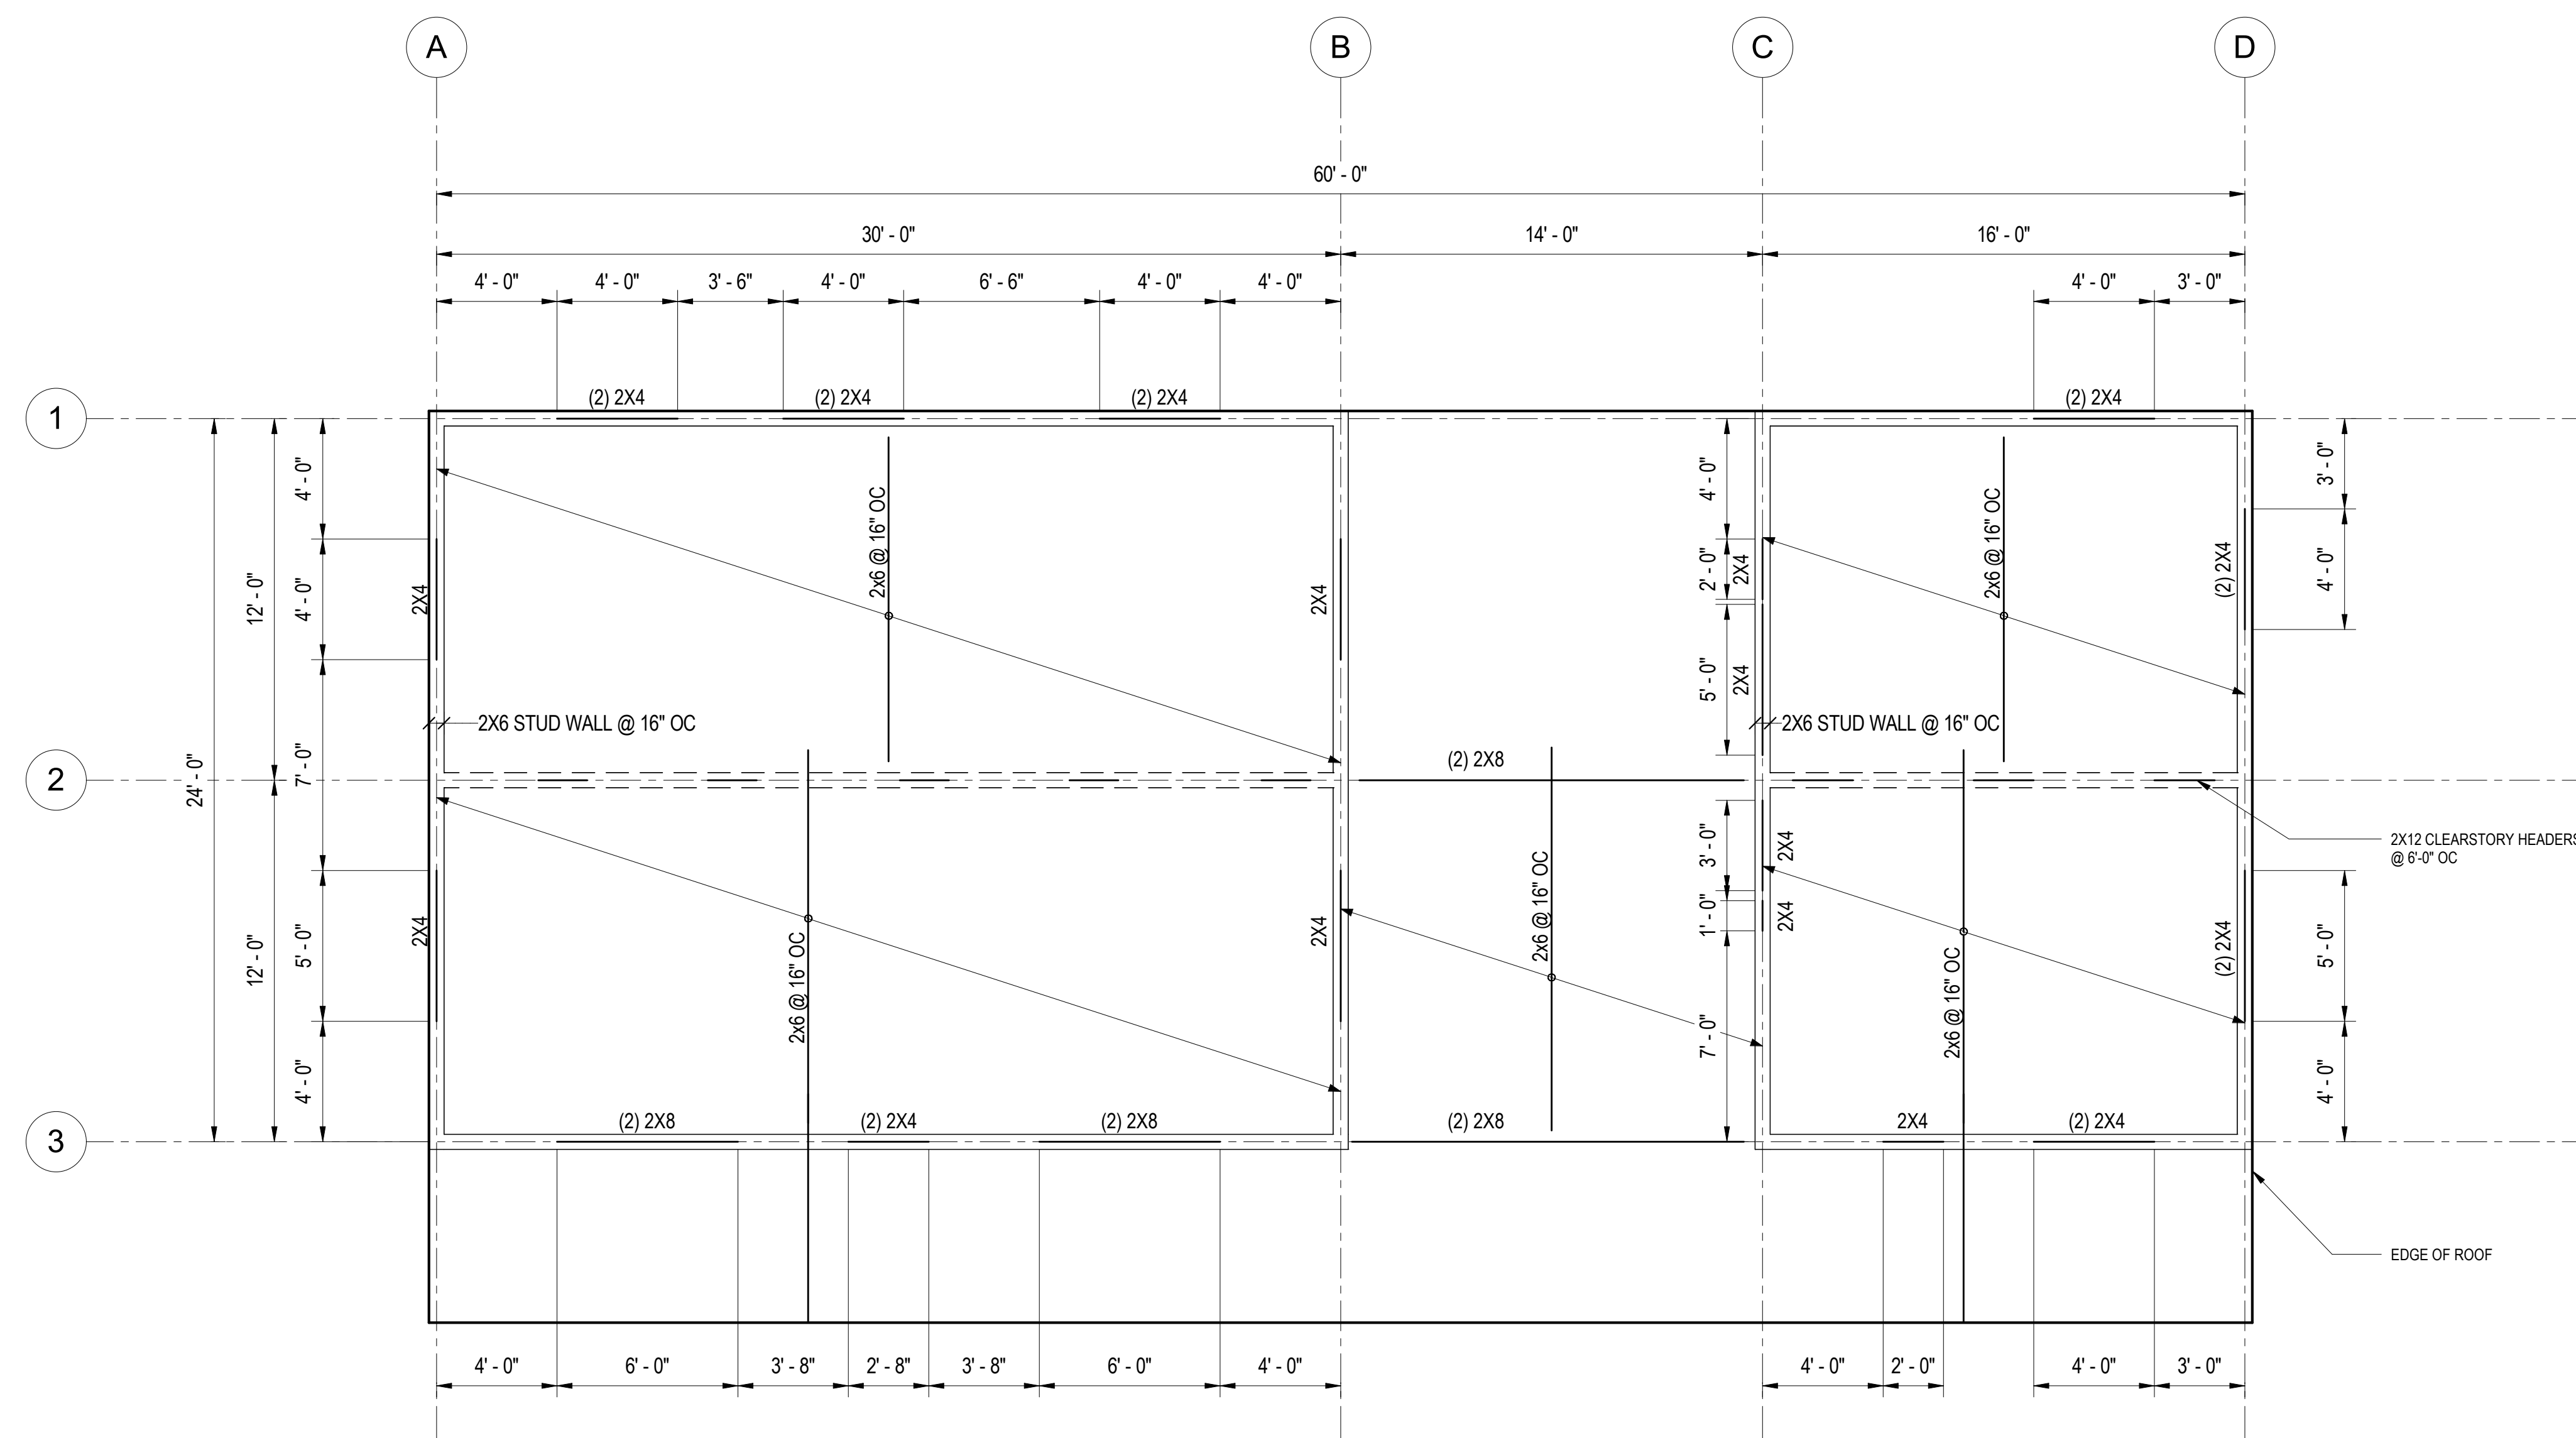 A B C D
60' - 0"
30' - 0" 14' - 0" 16' - 0"
4' - 0" 4' - 0" 3' - 6" 4' - 0" 6' - 6" 4' - 0" 4' - 0" 4' - 0" 3' - 0"
(2) 2X4 (2) 2X4 (2) 2X4 (2) 2X4
1
4' - 0"
4' - 0"
3' - 0"
2x6 @ 16" OC
2x6 @ 16" OC
12' - 0"
4' - 0"
2X4
2X4
2' - 0"
2X4
(2) 2X4
4' - 0"
5' - 0"
2X4
2X6 STUD WALL @ 16" OC
2X6 STUD WALL @ 16" OC
24' - 0"
7' - 0"
2
(2) 2X8
2X12 CLEARSTORY HEADERS
@ 6'-0" OC
3' - 0"
2X4
1' - 0"
2X4
12' - 0"
5' - 0"
2X4
2X4
2x6 @ 16" OC
2x6 @ 16" OC
2x6 @ 16" OC
(2) 2X4
5' - 0"
7' - 0"
4' - 0"
4' - 0"
3
(2) 2X8 (2) 2X4 (2) 2X8 (2) 2X8 2X4 (2) 2X4
EDGE OF ROOF
4' - 0" 6' - 0" 3' - 8" 2' - 8" 3' - 8" 6' - 0" 4' - 0" 4' - 0" 2' - 0" 4' - 0" 3' - 0"